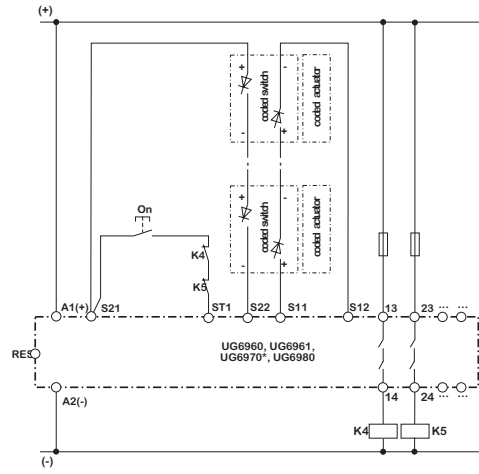 (+)
+
-
coded switch
coded actuator
-
+
+
-
coded switch
coded actuator
-
+
On
K4
K5
A1(+)
S21
ST1
S22
S11
S12
13
23
...
...
UG6960, UG6961,
UG6970*, UG6980
RES
A2(-)
14
24
...
...
K4
K5
(-)